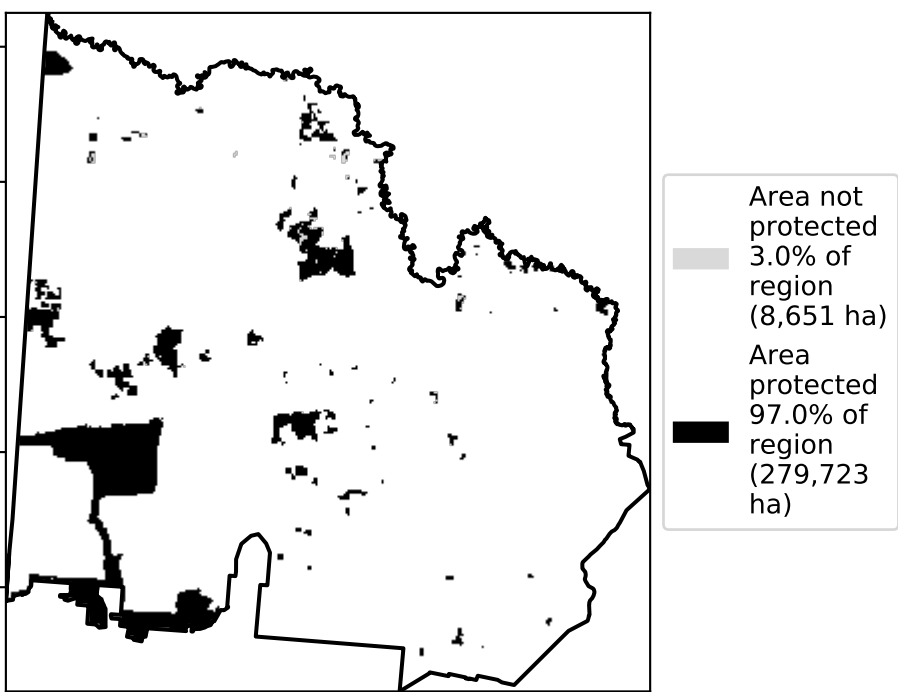 Area not
protected
3.0% of
region
(8,651 ha)
Area
protected
97.0% of
region
(279,723
ha)